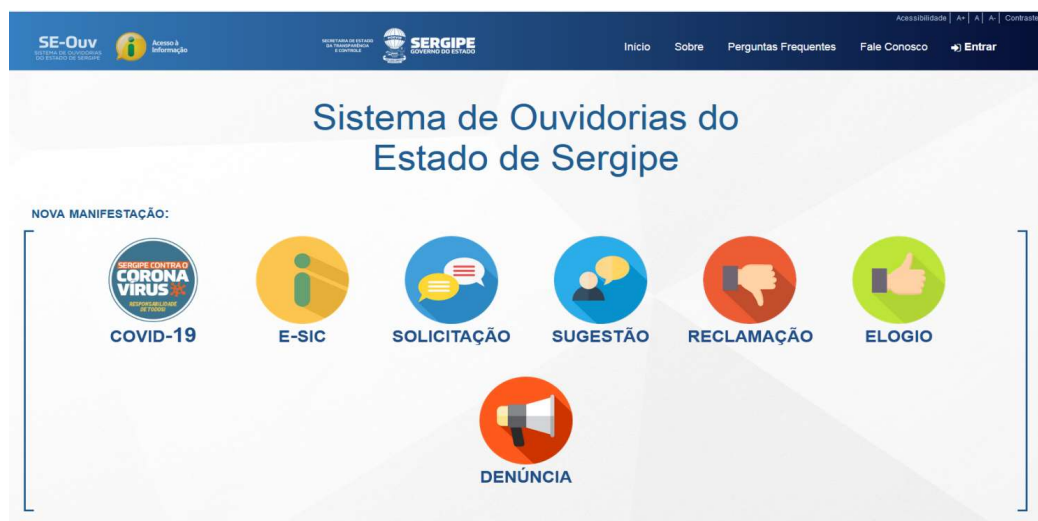 Acessibilidade | A+ | A | A- | Contraste
SE-Ouv
SISTEMA DE OUVIDORIAS
DO ESTADO DE SERGIPE
Acesso à
Informação
SECRETARIA DE ESTADO
DA TRANSPARÊNCIA
E CONTROLE
SERGIPE
GOVERNO DO ESTADO
Início Sobre Perguntas Frequentes Fale Conosco Entrar
Sistema de Ouvidorias do
Estado de Sergipe
NOVA MANIFESTAÇÃO:
SERGIPE CONTRA O
CORONA
VÍRUS
RESPONSABILIDADE
DE TODOS!
COVID-19 E-SIC SOLICITAÇÃO SUGESTÃO RECLAMAÇÃO ELOGIO
DENÚNCIA